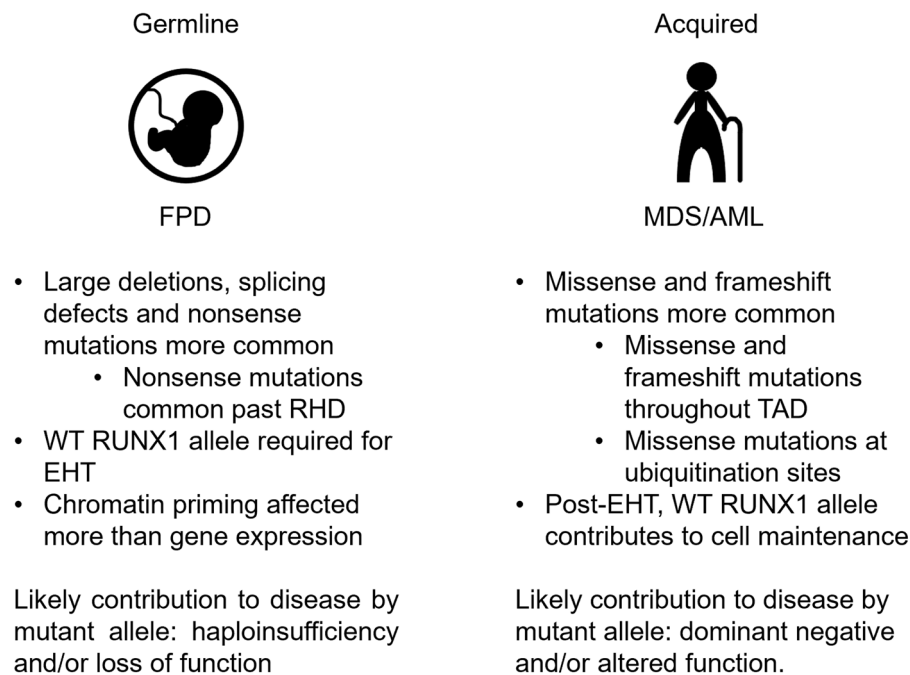 Germline
FPD
• Large deletions, splicing
defects and nonsense
mutations more common
• Nonsense mutations
common past RHD
• WT RUNX1 allele required for
EHT
• Chromatin priming affected
more than gene expression
Likely contribution to disease by
mutant allele: haploinsufficiency
and/or loss of function
Acquired
MDS/AML
• Missense and frameshift
mutations more common
• Missense and
frameshift mutations
throughout TAD
• Missense mutations at
ubiquitination sites
• Post-EHT, WT RUNX1 allele
contributes to cell maintenance
Likely contribution to disease by
mutant allele: dominant negative
and/or altered function.